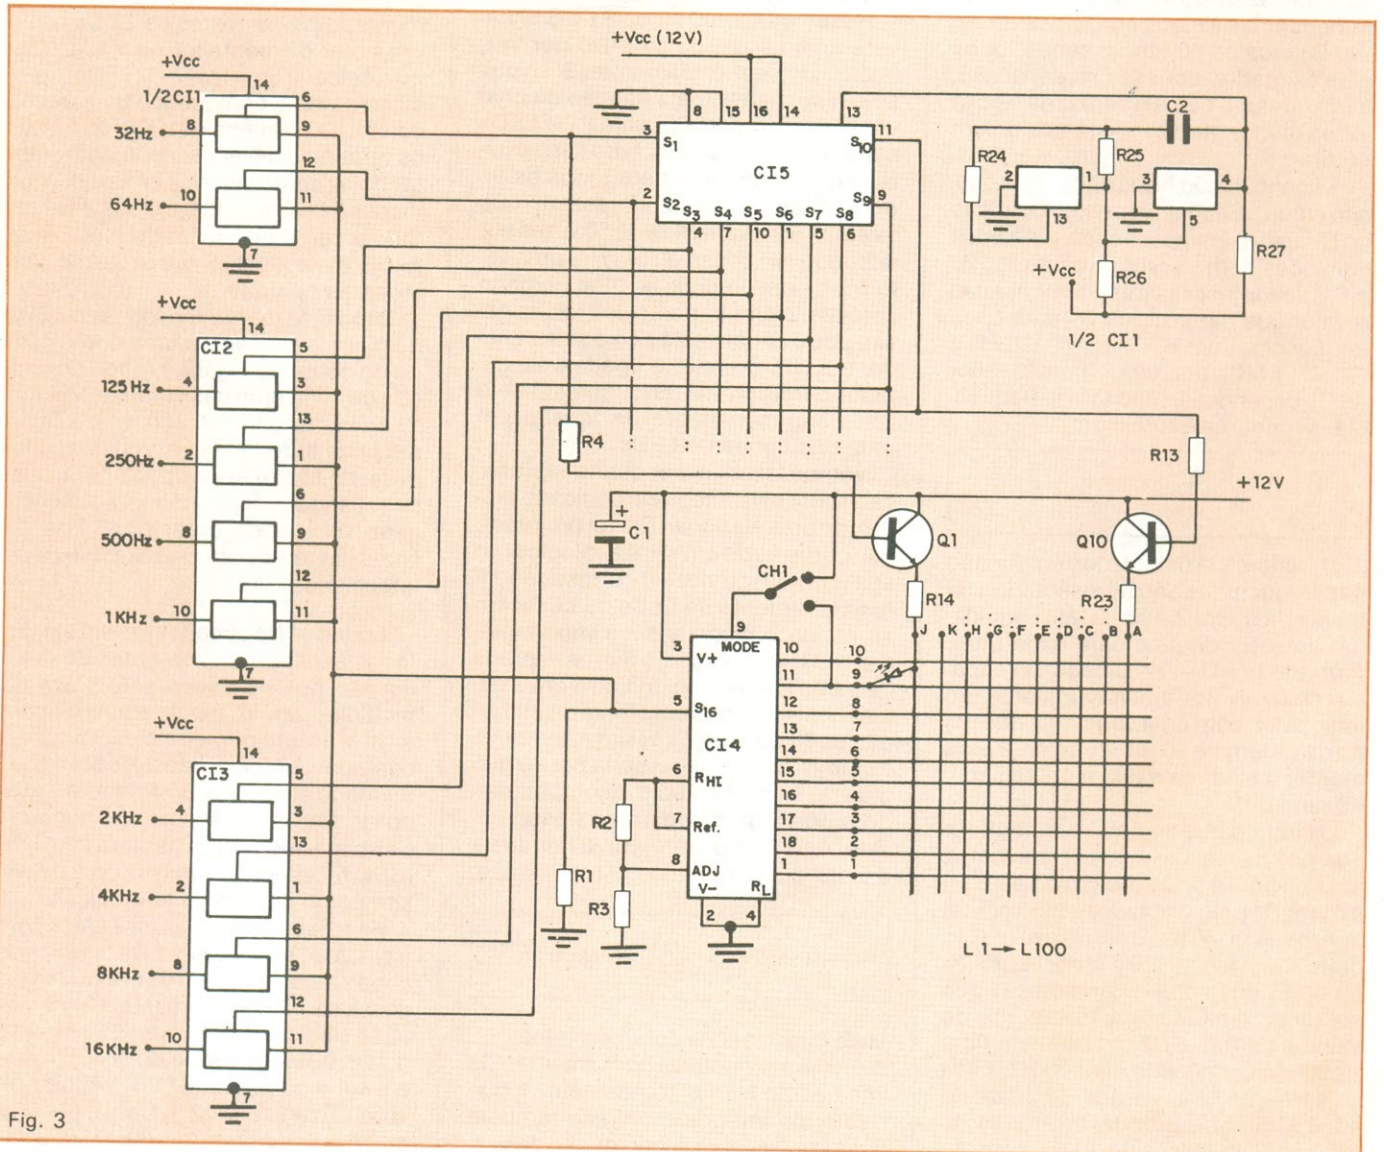 +Vcc (12V)
+Vcc
14
1/2CI1
6
32Hz
8
9
12
64Hz
10
11
7
8
15
16
14
13
3
S1
CI5
S10
11
2
S2
S3
S4
S5
S6
S7
S8
S9
9
4
7
10
1
5
6
C2
R24
R25
2
1
3
4
13
5
R27
+Vcc
R26
1/2 CI1
+Vcc
14
CI2
5
125Hz
4
3
13
250Hz
2
1
6
500Hz
8
9
12
1KHz
10
11
7
R4
R13
+12V
+
C1
Q1
Q10
CH1
R14
R23
J K H G F E D C B A
9
MODE
3
V+
10
10
11
9
5
S16
12
8
13
7
CI4
14
6
6
RHI
15
5
16
4
7
Ref.
17
3
18
2
8
ADJ
1
1
V-
RL
2
4
R2
R1
R3
L1→L100
+Vcc
14
CI3
5
2KHz
4
3
13
4KHz
2
1
6
8KHz
8
9
12
16KHz
10
11
7
Fig. 3